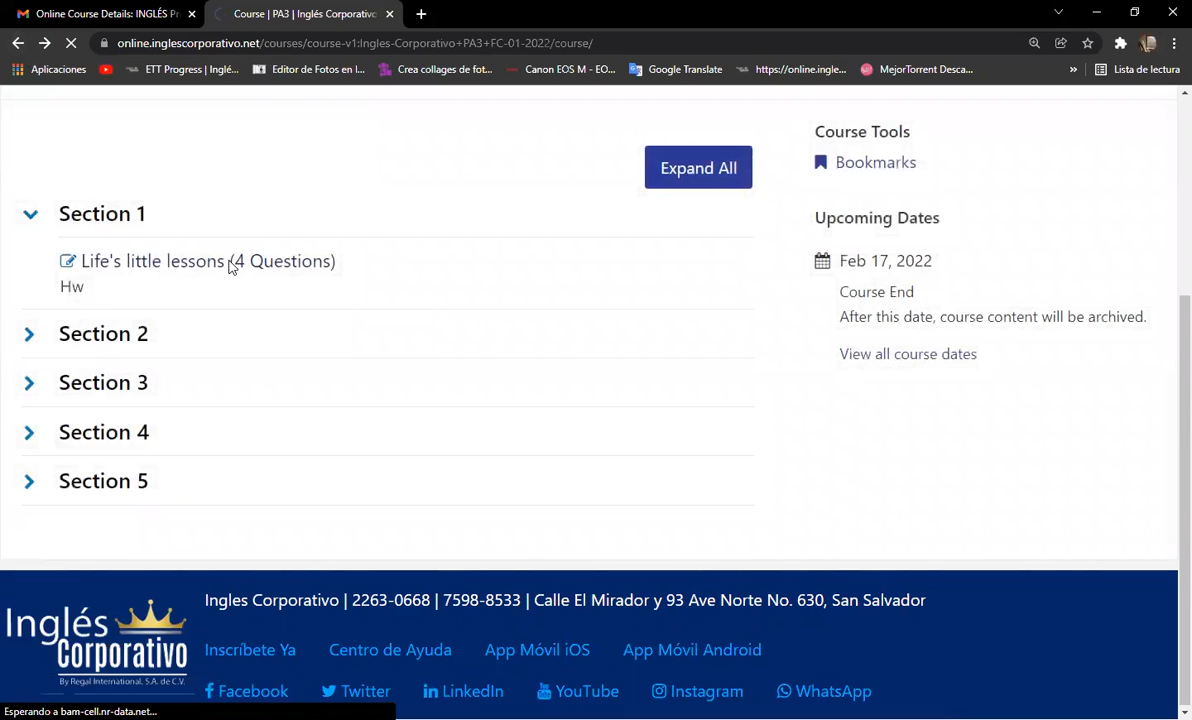 Online Course Details: INGLÉS Pr
Course | PA3 | Inglés Corporativo
online.inglescorporativo.net/courses/course-v1:Ingles-Corporativo+PA3+FC-01-2022/course/
Aplicaciones
ETT Progress | Inglé...
Editor de Fotos en l...
Crea collages de fot...
Canon EOS M - EO...
Google Translate
https://online.ingle...
MejorTorrent Desca...
»
Lista de lectura
Expand All
Section 1
Life's little lessons (4 Questions)
Hw
Section 2
Section 3
Section 4
Section 5
Course Tools
Bookmarks
Upcoming Dates
Feb 17, 2022
Course End
After this date, course content will be archived.
View all course dates
Inglés
Corporativo
By Regal International, S.A. de C.V.
Ingles Corporativo | 2263-0668 | 7598-8533 | Calle El Mirador y 93 Ave Norte No. 630, San Salvador
Inscríbete Ya Centro de Ayuda App Móvil iOS App Móvil Android
Facebook Twitter LinkedIn YouTube Instagram WhatsApp
Esperando a bam-cell.nr-data.net...